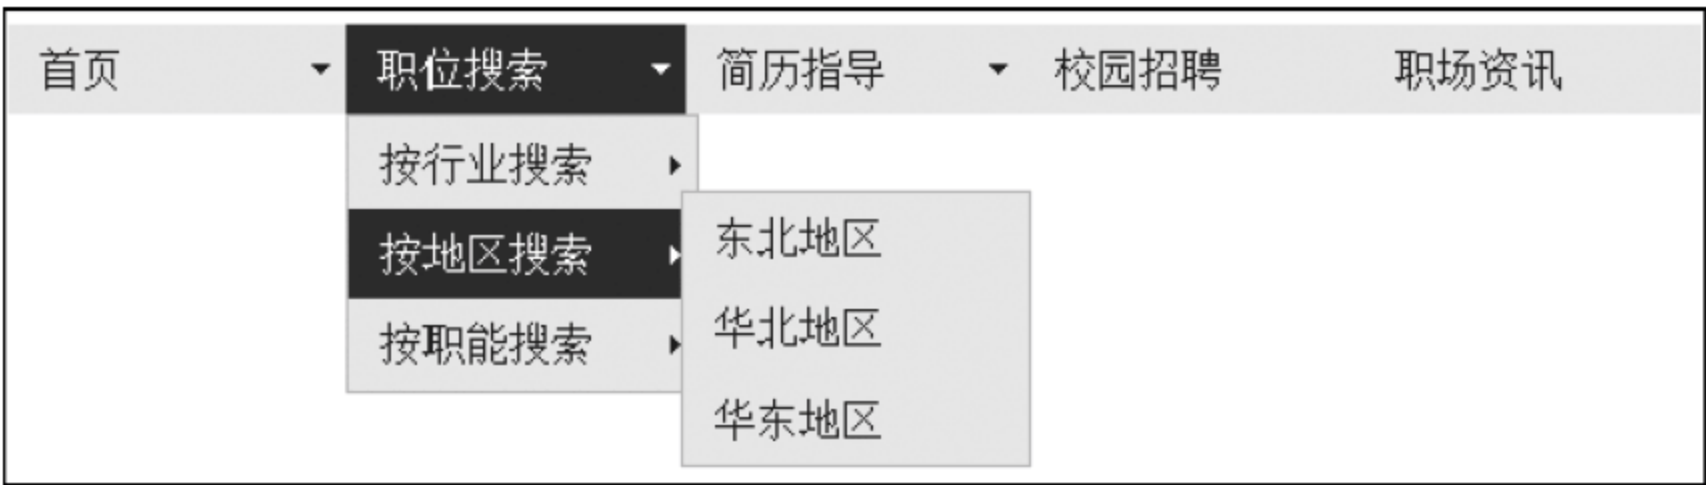 首页 职位搜索 简历指导 校园招聘 职场资讯
按行业搜索
按地区搜索
按职能搜索
东北地区
华北地区
华东地区